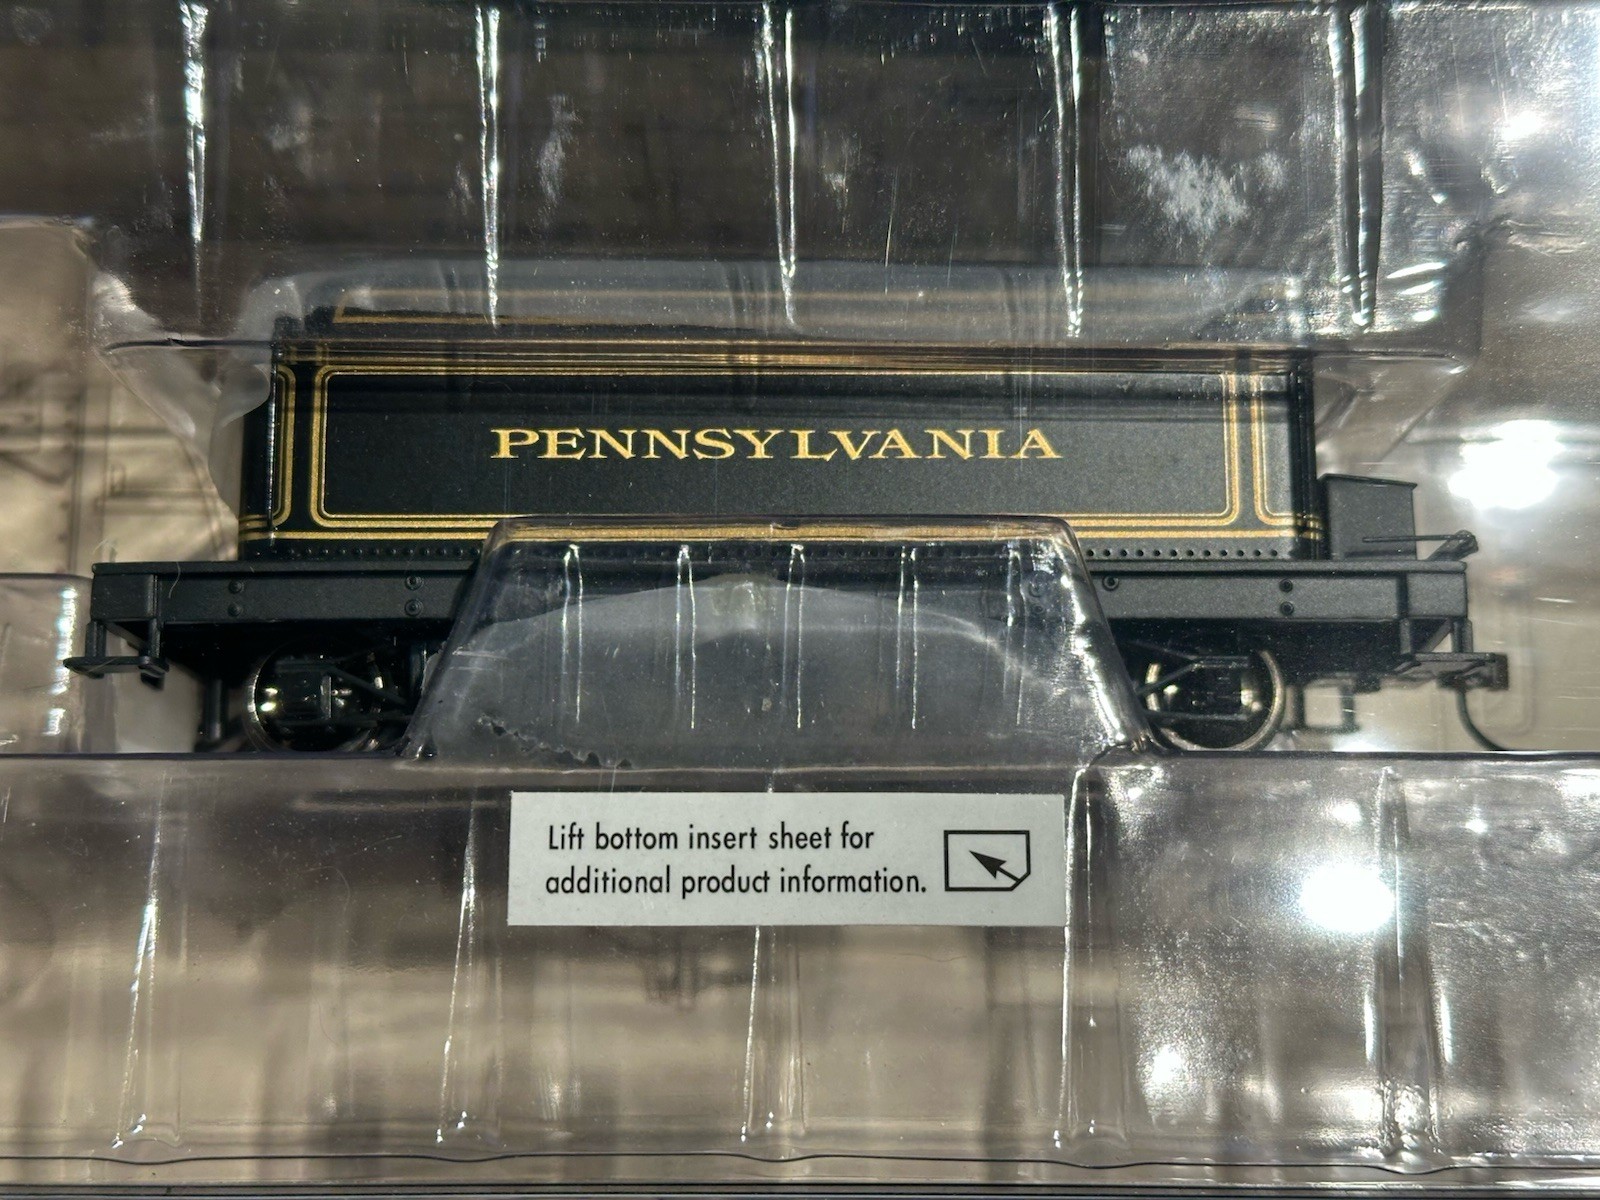 PENNSYLVANIA
Lift bottom insert sheet for
additional product information.